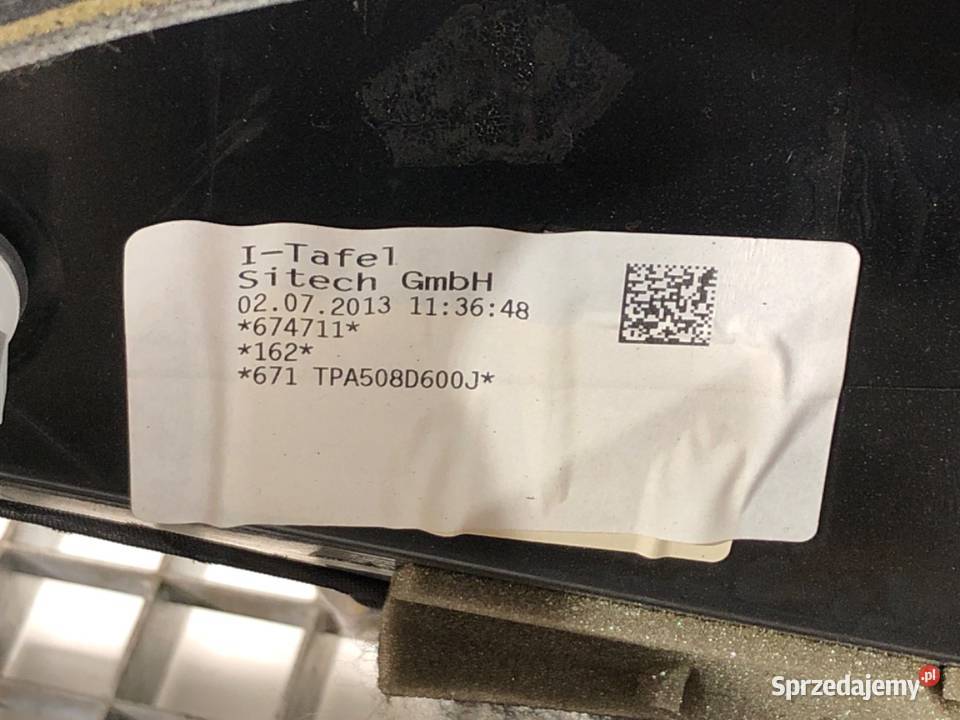 I-Tafel
Sitech GmbH
02.07.2013 11:36:48
*674711*
*162*
*671 TPA508D600J*
Sprzedajemy.pl